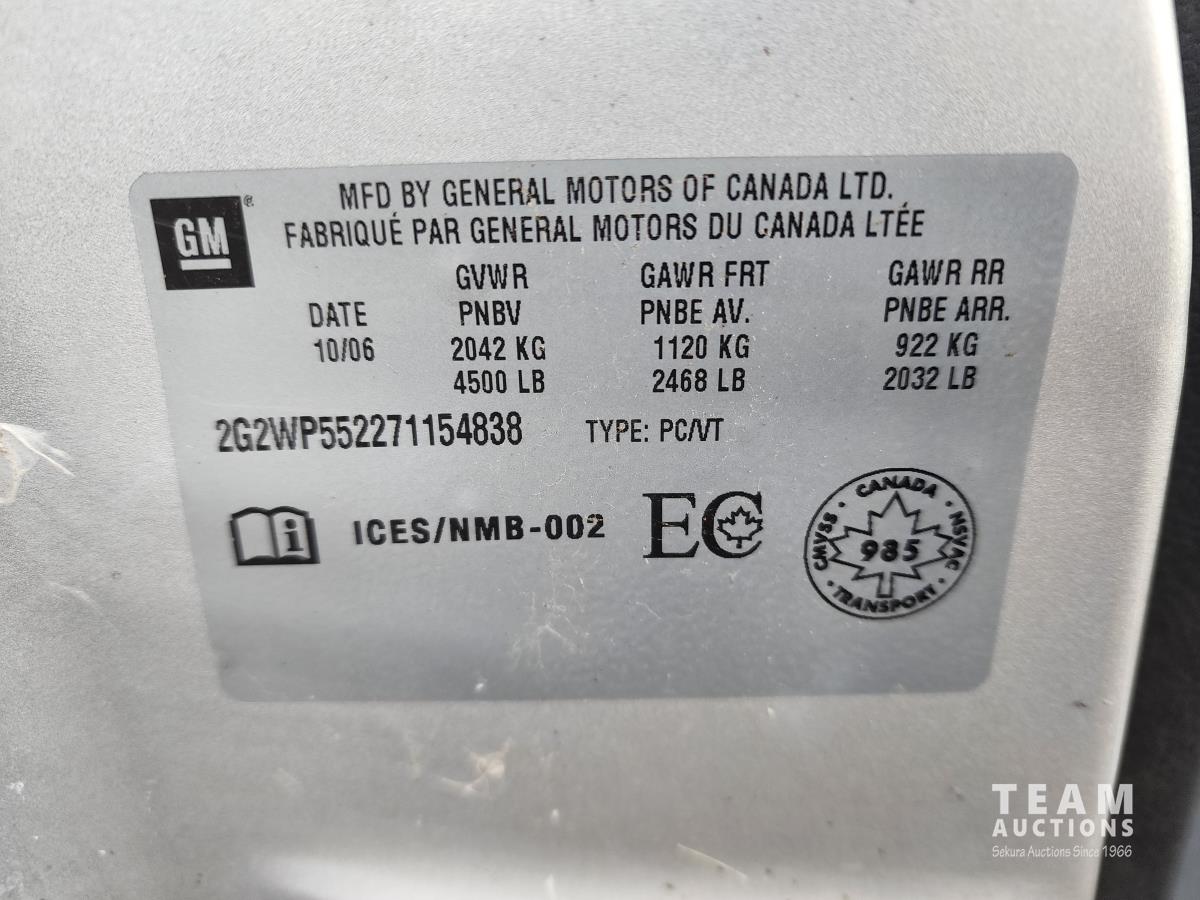 GM
MFD BY GENERAL MOTORS OF CANADA LTD.
FABRIQUÉ PAR GENERAL MOTORS DU CANADA LTÉE
GVWR GAWR FRT GAWR RR
DATE PNBV PNBE AV. PNBE ARR.
10/06 2042 KG 1120 KG 922 KG
4500 LB 2468 LB 2032 LB
2G2WP552271154838 TYPE: PC/VT
i ICES/NMB-002 EC
CANADA
CMVSS 985 NSVAC
TRANSPORT
TEAM
AUCTIONS
Sekura Auctions Since 1966